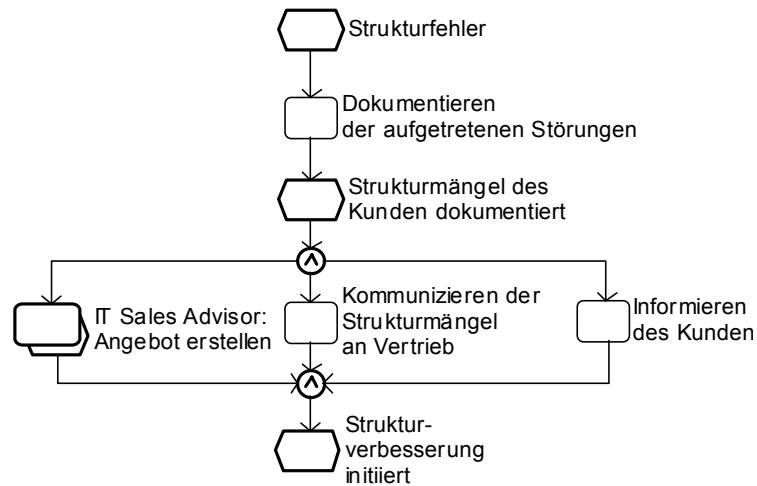 Strukturfehler
Dokumentieren
der aufgetretenen Störungen
Strukturmängel des
Kunden dokumentiert
IT Sales Advisor:
Angebot erstellen
Kommunizieren der
Strukturmängel
an Vertrieb
Informieren
des Kunden
Struktur-
verbesserung
initiiert